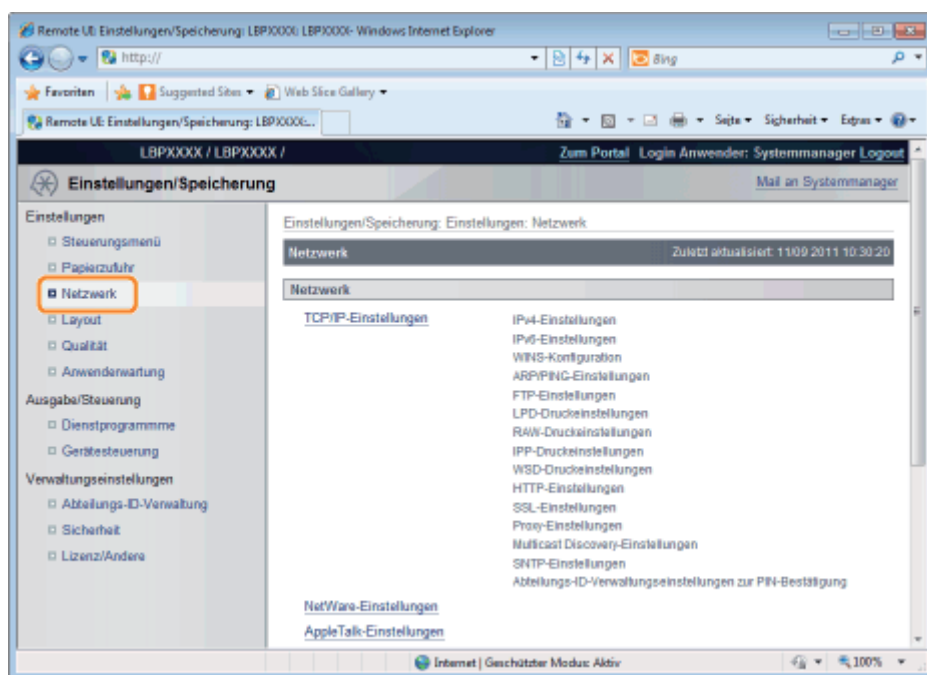 Remote UI: Einstellungen/Speicherung: LBPXXXX: LBPXXXX- Windows Internet Explorer
http://
Bing
Favoriten Suggested Sites Web Slice Gallery
Remote UI: Einstellungen/Speicherung: LBPXXXX:... Seite Sicherheit Extras
LBPXXXX / LBPXXXX / Zum Portal Login Anwender: Systemmanager Logout
Einstellungen/Speicherung Mail an Systemmanager
Einstellungen
Steuerungsmenü
Papierzufuhr
Netzwerk
Layout
Qualität
Anwenderwartung
Ausgabe/Steuerung
Dienstprogrammme
Gerätesteuerung
Verwaltungseinstellungen
Abteilungs-ID-Verwaltung
Sicherheit
Lizenz/Andere
Einstellungen/Speicherung: Einstellungen: Netzwerk
Netzwerk Zuletzt aktualisiert: 11/09 2011 10:30:20
Netzwerk
TCP/IP-Einstellungen
IPv4-Einstellungen
IPv6-Einstellungen
WINS-Konfiguration
ARP/PING-Einstellungen
FTP-Einstellungen
LPD-Druckeinstellungen
RAW-Druckeinstellungen
IPP-Druckeinstellungen
WSD-Druckeinstellungen
HTTP-Einstellungen
SSL-Einstellungen
Proxy-Einstellungen
Multicast Discovery-Einstellungen
SNTP-Einstellungen
Abteilungs-ID-Verwaltungseinstellungen zur PIN-Bestätigung
NetWare-Einstellungen
AppleTalk-Einstellungen
Internet | Geschützter Modus: Aktiv 100%